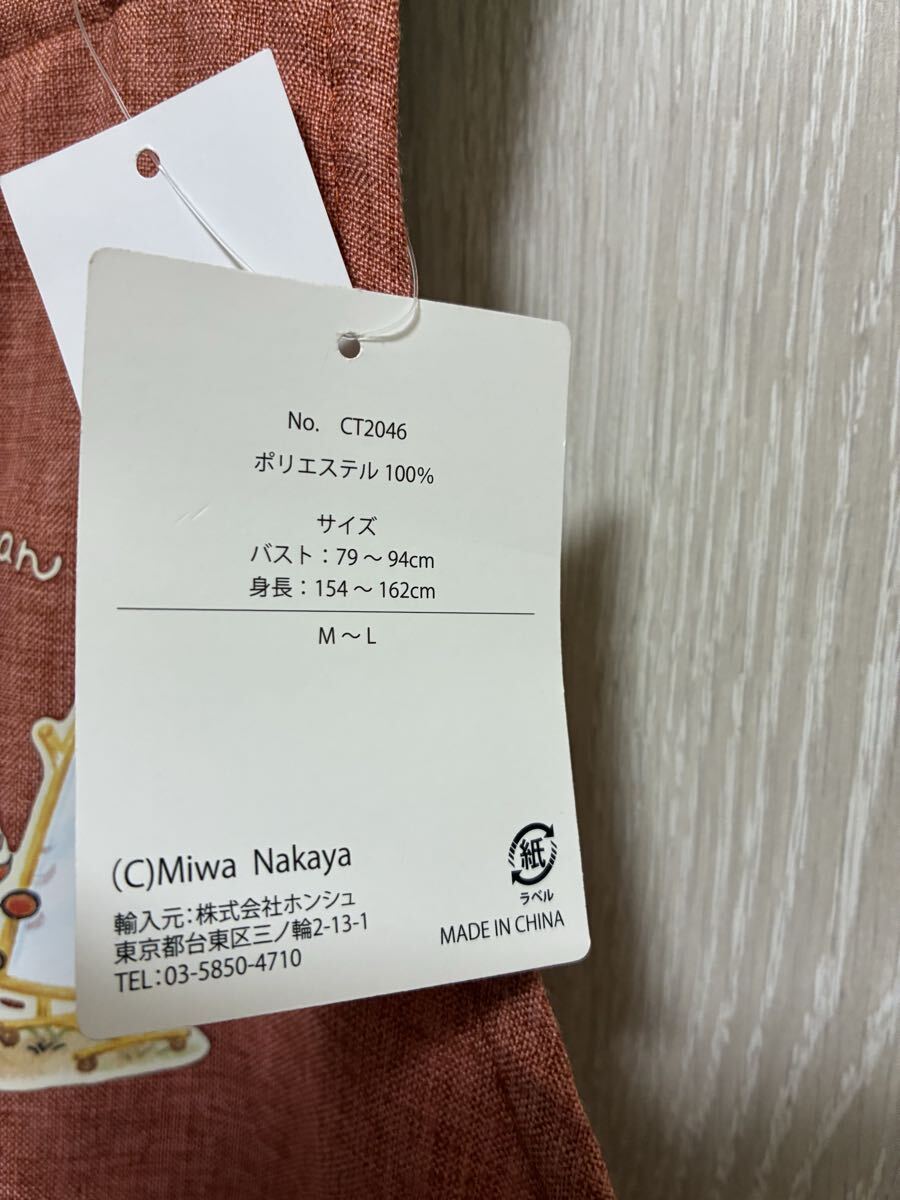 No. CT2046
ポリエステル 100%
サイズ
バスト：79～94cm
身長：154～162cm
M～L
(C)Miwa Nakaya
輸入元：株式会社ホンシュ
東京都台東区三ノ輪2-13-1
TEL：03-5850-4710
紙
ラベル
MADE IN CHINA